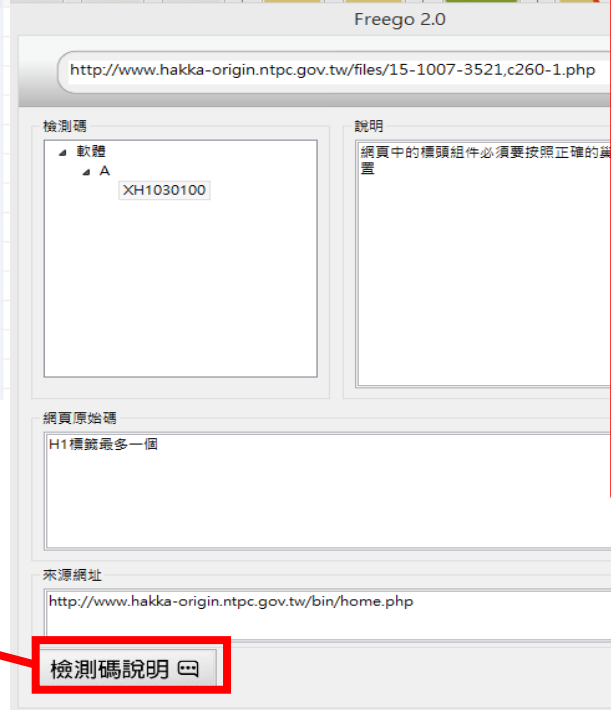 Freego 2.0
http://www.hakka-origin.ntpc.gov.tw/files/15-1007-3521,c260-1.php
檢測碼
軟體
A
XH1030100
說明
網頁中的標頭組件必須要按照正確的巢
置
網頁原始碼
H1標籤最多一個
來源網址
http://www.hakka-origin.ntpc.gov.tw/bin/home.php
檢測碼說明